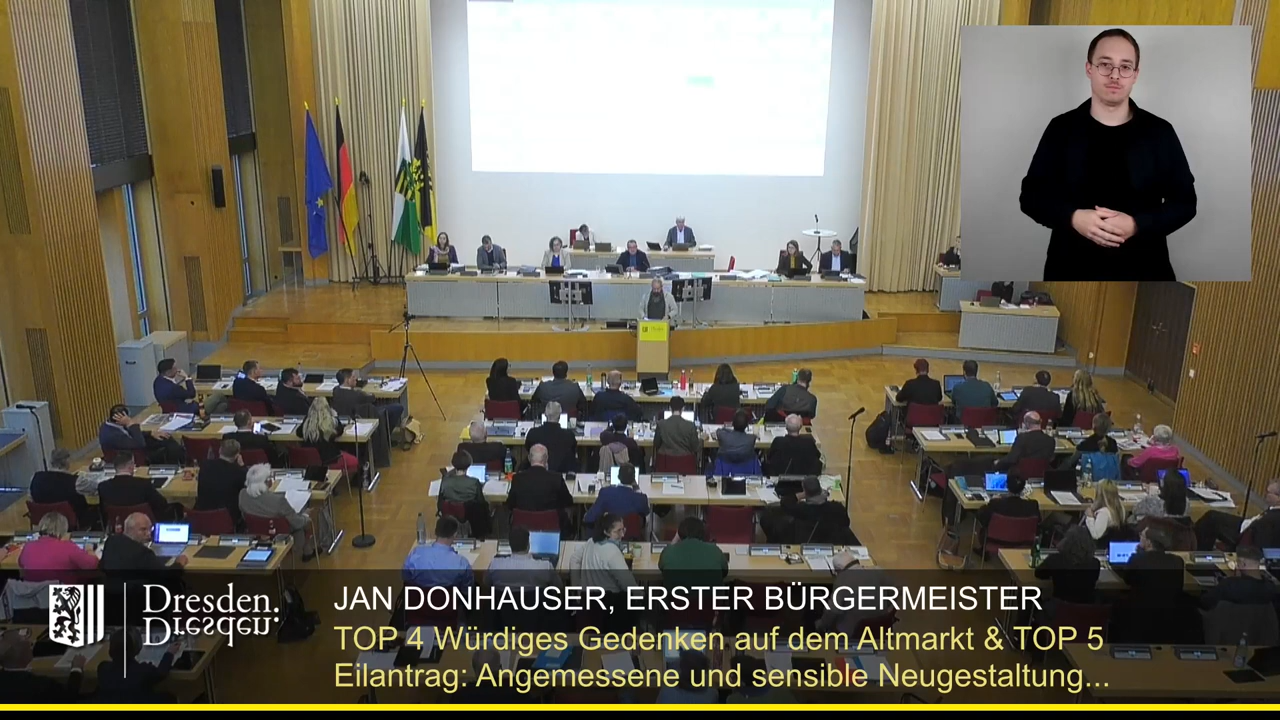 JAN DONHAUSER, ERSTER BÜRGERMEISTER
Dresden.
Dresden.
TOP 4 Würdiges Gedenken auf dem Altmarkt & TOP 5
Eilantrag: Angemessene und sensible Neugestaltung...